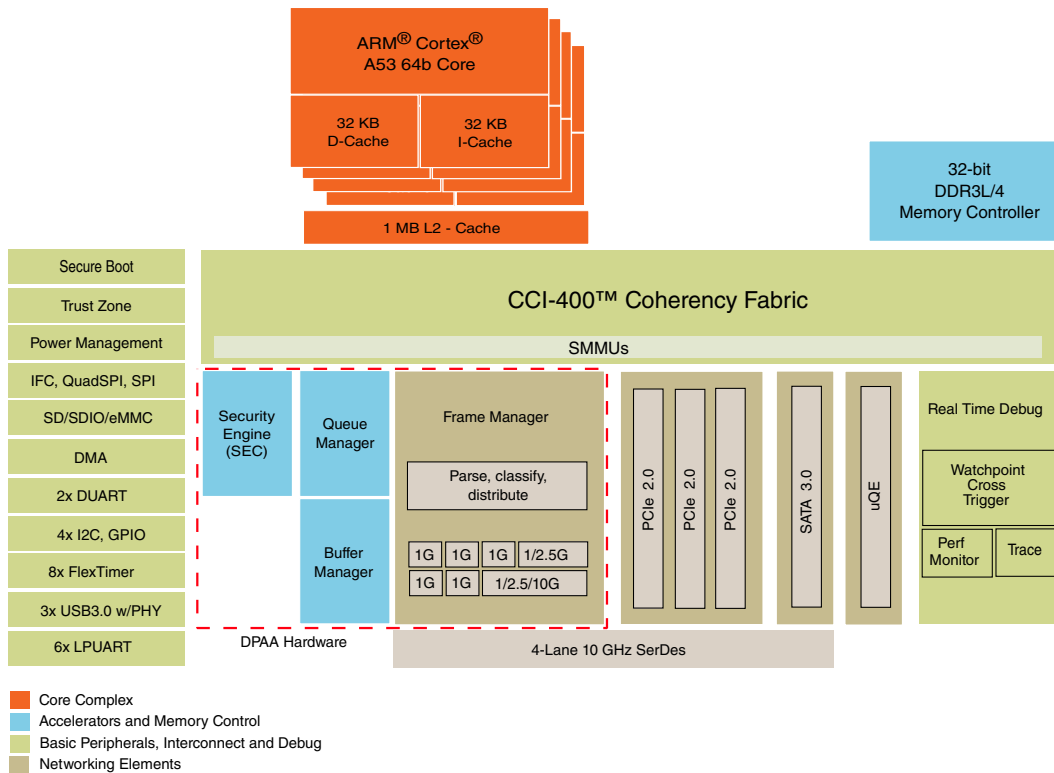 ARM® Cortex®
A53 64b Core
32 KB
D-Cache
32 KB
I-Cache
1 MB L2 - Cache
32-bit
DDR3L/4
Memory Controller
Secure Boot
Trust Zone
Power Management
IFC, QuadSPI, SPI
SD/SDIO/eMMC
DMA
2x DUART
4x I2C, GPIO
8x FlexTimer
3x USB3.0 w/PHY
6x LPUART
CCI-400™ Coherency Fabric
SMMUs
Security
Engine
(SEC)
Queue
Manager
Buffer
Manager
Frame Manager
Parse, classify,
distribute
1G 1G 1G 1/2.5G
1G 1G 1/2.5/10G
DPAA Hardware
PCIe 2.0
PCIe 2.0
PCIe 2.0
SATA 3.0
uQE
Real Time Debug
Watchpoint
Cross
Trigger
Perf
Monitor
Trace
4-Lane 10 GHz SerDes
Core Complex
Accelerators and Memory Control
Basic Peripherals, Interconnect and Debug
Networking Elements